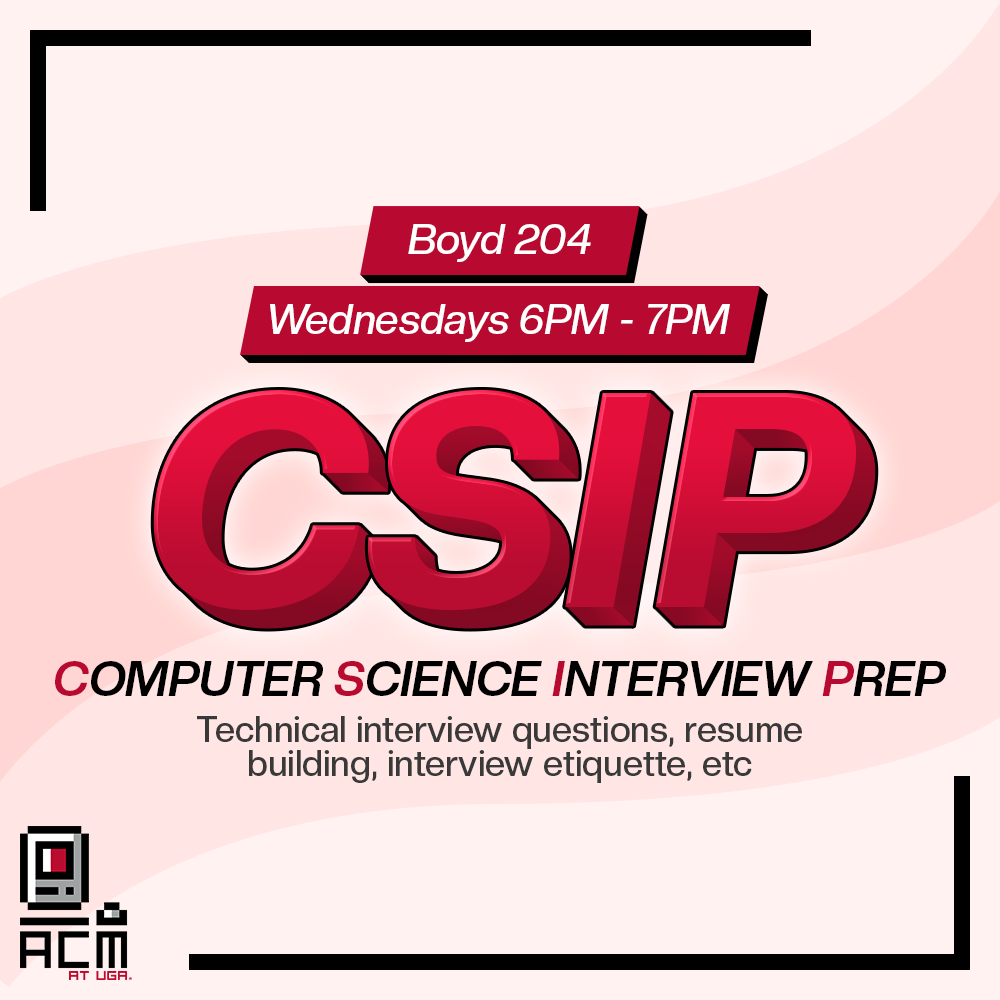 Boyd 204
Wednesdays 6PM - 7PM
CSIP
COMPUTER SCIENCE INTERVIEW PREP
Technical interview questions, resume
building, interview etiquette, etc
ACM
AT UGA.